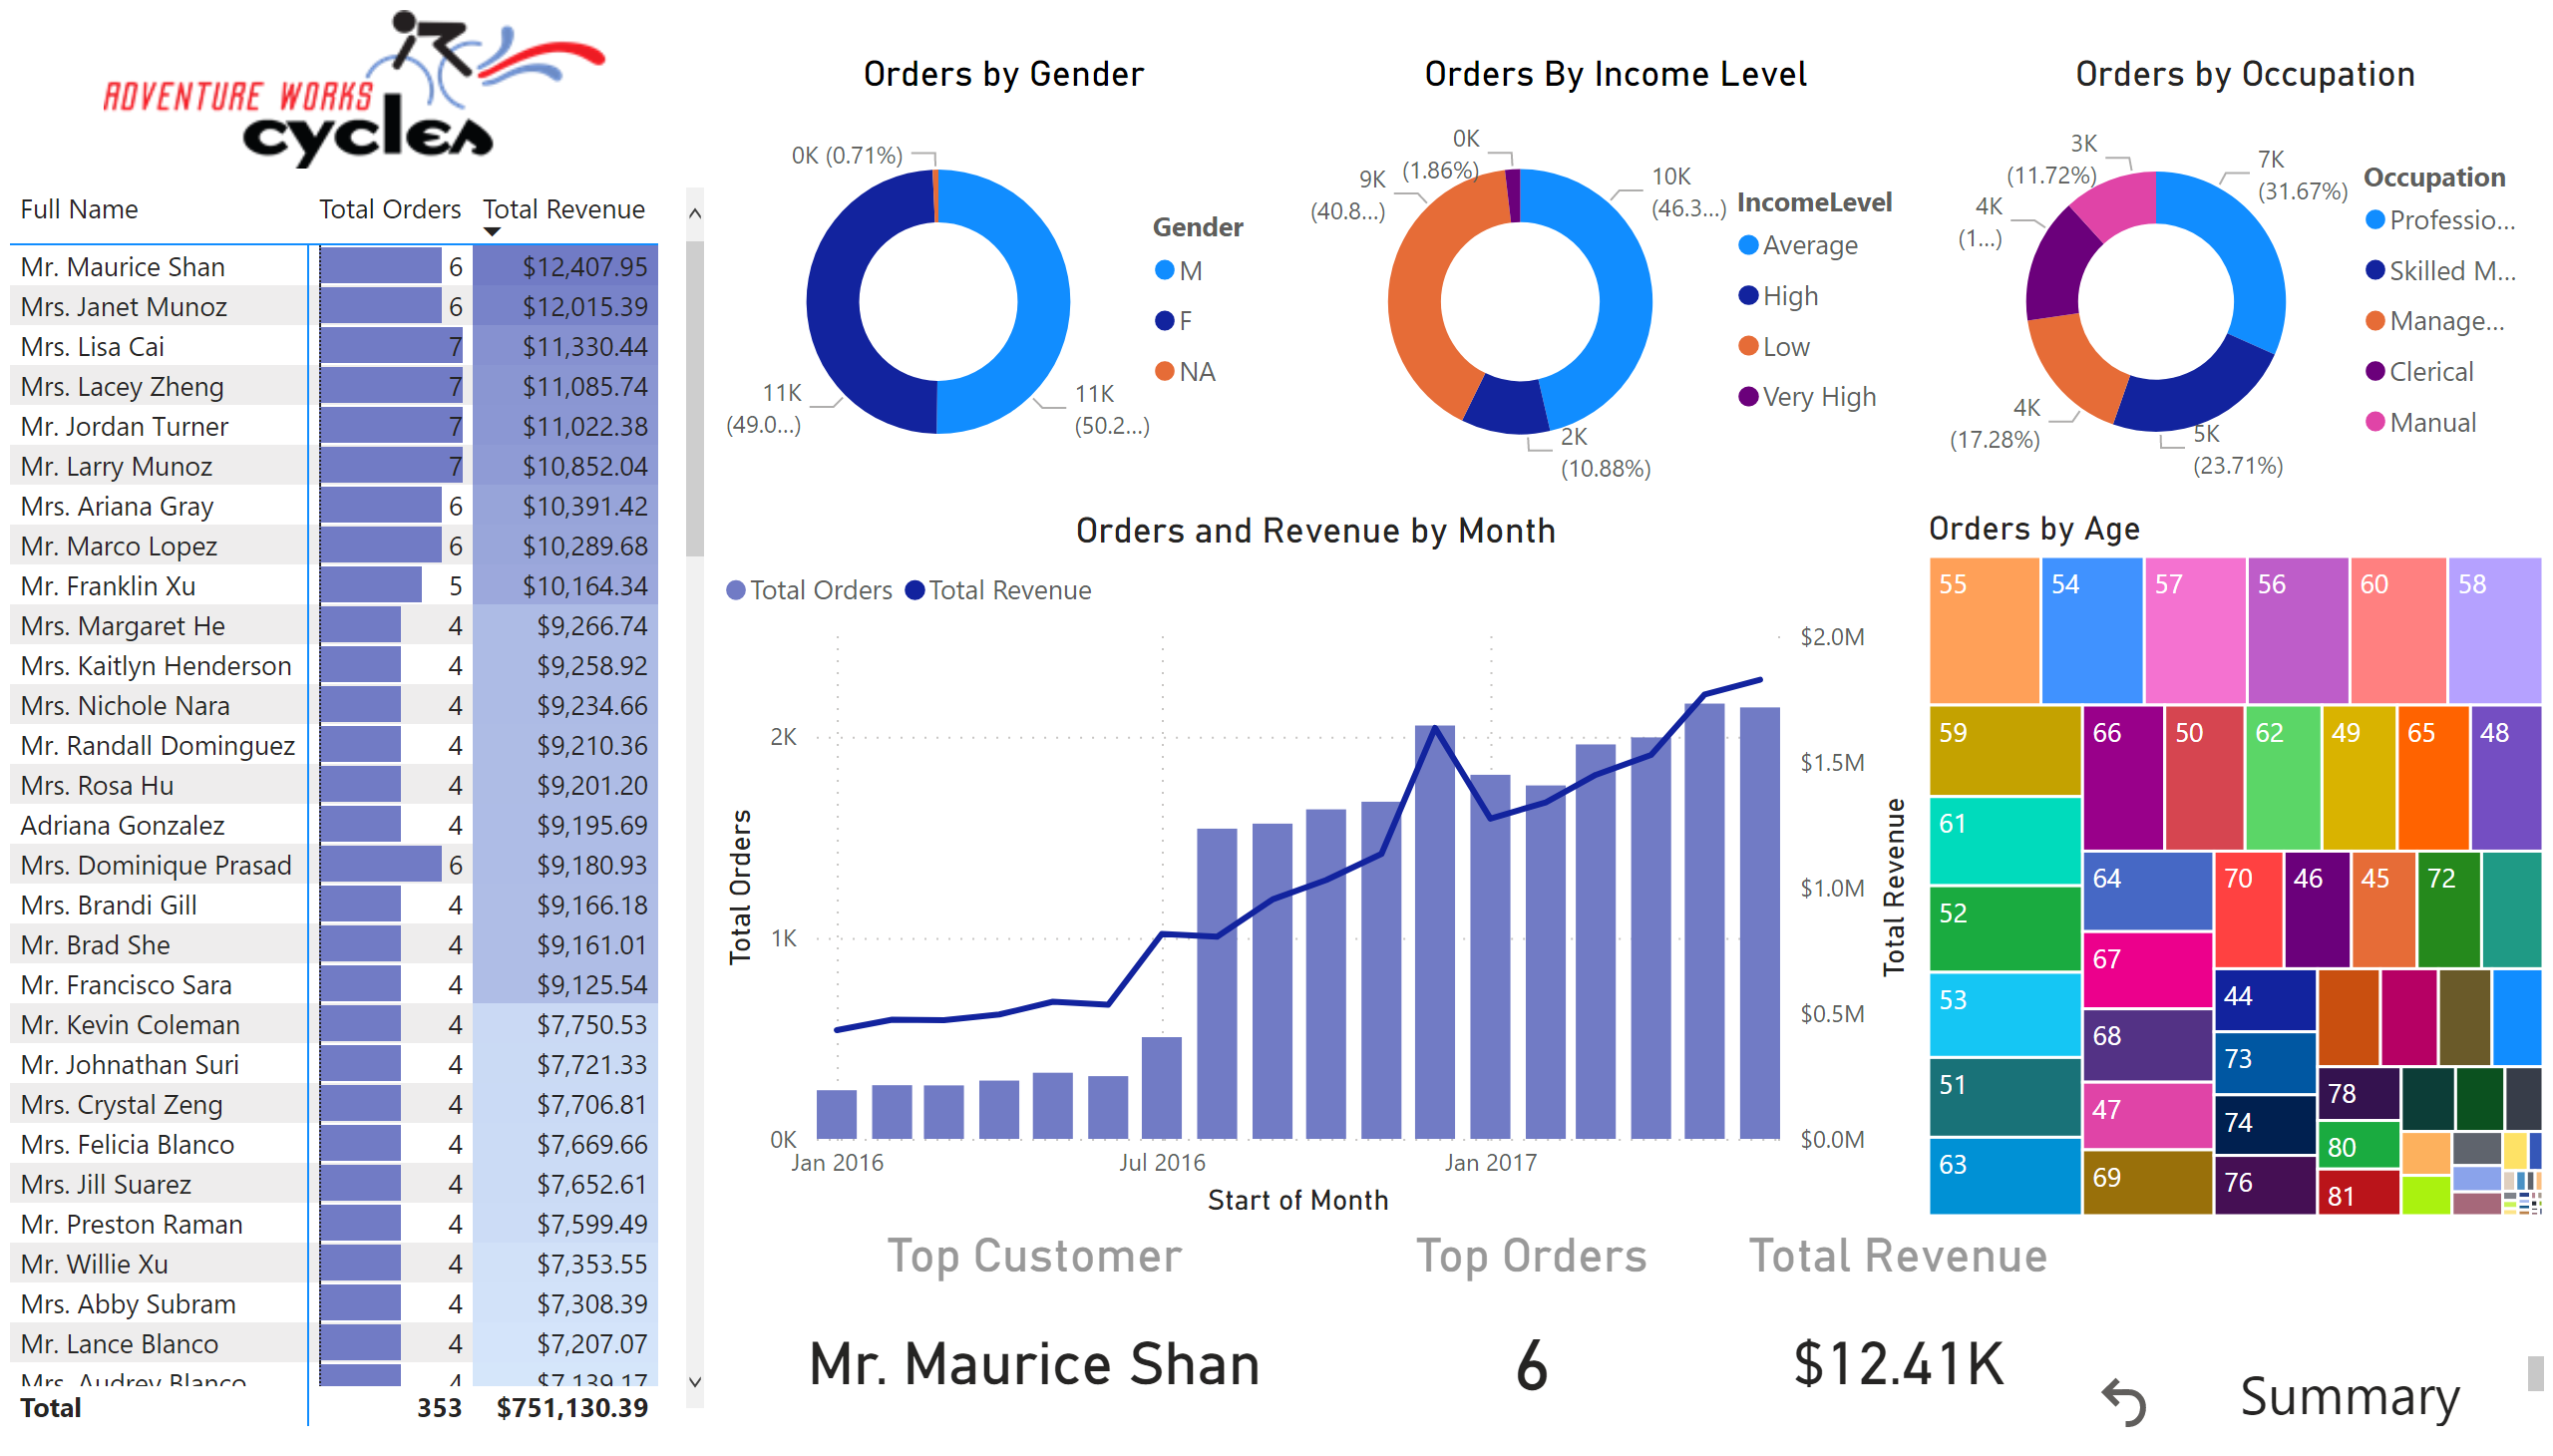 ADVENTURE WORKS
cycles
Full Name Total Orders Total Revenue
Mr. Maurice Shan 6 $12,407.95
Mrs. Janet Munoz 6 $12,015.39
Mrs. Lisa Cai 7 $11,330.44
Mrs. Lacey Zheng 7 $11,085.74
Mr. Jordan Turner 7 $11,022.38
Mr. Larry Munoz 7 $10,852.04
Mrs. Ariana Gray 6 $10,391.42
Mr. Marco Lopez 6 $10,289.68
Mr. Franklin Xu 5 $10,164.34
Mrs. Margaret He 4 $9,266.74
Mrs. Kaitlyn Henderson 4 $9,258.92
Mrs. Nichole Nara 4 $9,234.66
Mr. Randall Dominguez 4 $9,210.36
Mrs. Rosa Hu 4 $9,201.20
Adriana Gonzalez 4 $9,195.69
Mrs. Dominique Prasad 6 $9,180.93
Mrs. Brandi Gill 4 $9,166.18
Mr. Brad She 4 $9,161.01
Mr. Francisco Sara 4 $9,125.54
Mr. Kevin Coleman 4 $7,750.53
Mr. Johnathan Suri 4 $7,721.33
Mrs. Crystal Zeng 4 $7,706.81
Mrs. Felicia Blanco 4 $7,669.66
Mrs. Jill Suarez 4 $7,652.61
Mr. Preston Raman 4 $7,599.49
Mr. Willie Xu 4 $7,353.55
Mrs. Abby Subram 4 $7,308.39
Mr. Lance Blanco 4 $7,207.07
Mrs. Audrey Blanco 4 $7,139.17
Total 353 $751,130.39
Orders by Gender
0K (0.71%)
11K
(49.0...)
11K
(50.2...)
Gender
M
F
NA
Orders By Income Level
0K
(1.86%)
9K
(40.8...)
10K
(46.3...)
2K
(10.88%)
IncomeLevel
Average
High
Low
Very High
Orders by Occupation
3K
(11.72%)
7K
(31.67%)
4K
(1...)
4K
(17.28%)
5K
(23.71%)
Occupation
Professio...
Skilled M...
Manage...
Clerical
Manual
Orders and Revenue by Month
Total Orders Total Revenue
Total Orders
2K
1K
0K
$2.0M
$1.5M
$1.0M
$0.5M
$0.0M
Total Revenue
Jan 2016 Jul 2016 Jan 2017
Start of Month
Orders by Age
55 54 57 56 60 58
59 66 50 62 49 65 48
61
64 70 46 45 72
52
67
53 44
68 73
51 78
47 74
80
63 69 76 81
Top Customer Top Orders Total Revenue
Mr. Maurice Shan 6 $12.41K
Summary